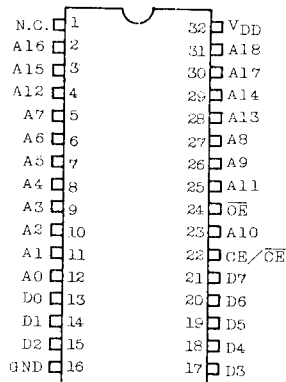 N.C. 1 32 VDD
A16 2 31 A18
A15 3 30 A17
A12 4 29 A14
A7 5 28 A13
A6 6 27 A8
A5 7 26 A9
A4 8 25 A11
A3 9 24 O̅E̅
A2 10 23 A10
A1 11 22 CE/C̅E̅
A0 12 21 D7
D0 13 20 D6
D1 14 19 D5
D2 15 18 D4
GND 16 17 D3